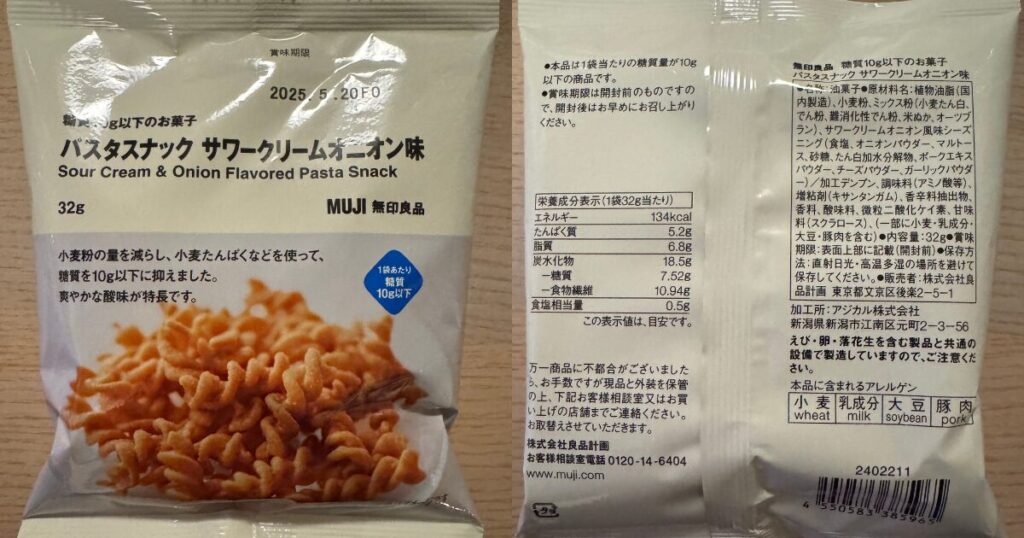 賞味期限
2025. 5.20F0
糖質10g以下のお菓子
パスタスナック サワークリームオニオン味
Sour Cream & Onion Flavored Pasta Snack
32g
MUJI 無印良品
小麦粉の量を減らし、小麦たんぱくなどを使って、
糖質を10g以下に抑えました。
爽やかな酸味が特長です。
1袋あたり
糖質
10g以下
●本品は1袋当たりの糖質量が10g
以下の商品です。
●賞味期限は開封前のものですの
で、開封後はお早めにお召し上がり
ください。
栄養成分表示(1袋32g当たり)
エネルギー 134kcal
たんぱく質 5.2g
脂質 6.8g
炭水化物 18.5g
－糖質 7.52g
－食物繊維 10.94g
食塩相当量 0.5g
この表示値は、目安です。
万一商品に不都合がございました
ら、お手数ですが現品と外装を保管
の上、下記お客様相談室又はお買
い上げの店舗までご連絡ください。
お取替えさせていただきます。
株式会社良品計画
お客様相談室電話 0120-14-6404
www.muji.com
無印良品 糖質10g以下のお菓子
パスタスナック サワークリームオニオン味
●名称:油菓子●原材料名:植物油脂(国
内製造)、小麦粉、ミックス粉(小麦たん白、
でん粉、難消化性でん粉、米ぬか、オーツブ
ラン)、サワークリームオニオン風味シーズ
ニング(食塩、オニオンパウダー、マルトー
ス、砂糖、たん白加水分解物、ポークエキス
パウダー、チーズパウダー、ガーリックパウダ
ー)/加工デンプン、調味料(アミノ酸等)、
増粘剤(キサンタンガム)、香辛料抽出物、
香料、酸味料、微粒二酸化ケイ素、甘味
料(スクラロース)、(一部に小麦・乳成分・
大豆・豚肉を含む)●内容量:32g●賞味
期限:表面上部に記載(開封前)●保存方
法:直射日光・高温多湿の場所を避けて
保存してください。●販売者:株式会社良
品計画 東京都文京区後楽2-5-1
加工所:アジカル株式会社
新潟県新潟市江南区元町2-3-56
えび・卵・落花生を含む製品と共通の
設備で製造していますので、ご注意くださ
い。
本品に含まれるアレルゲン
小麦 乳成分 大豆 豚肉
wheat milk soybean pork
2402211
4 550583 385965